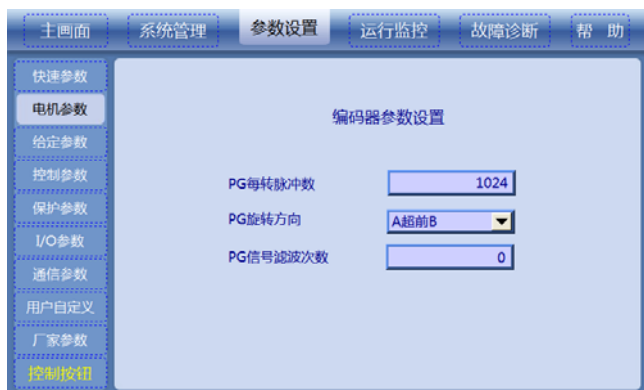 主画面 系统管理 参数设置 运行监控 故障诊断 帮 助
快速参数
电机参数
给定参数
控制参数
保护参数
I/O参数
通信参数
用户自定义
厂家参数
控制按钮
编码器参数设置
PG每转脉冲数 1024
PG旋转方向 A超前B
PG信号滤波次数 0